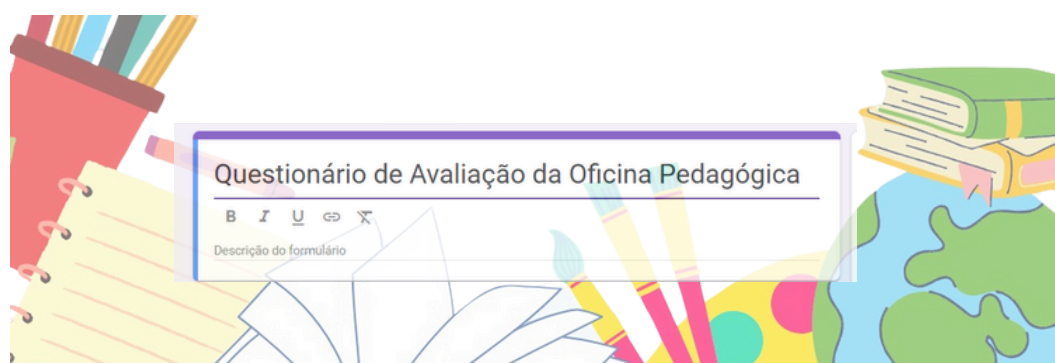 Questionário de Avaliação da Oficina Pedagógica
B I U
Descrição do formulário